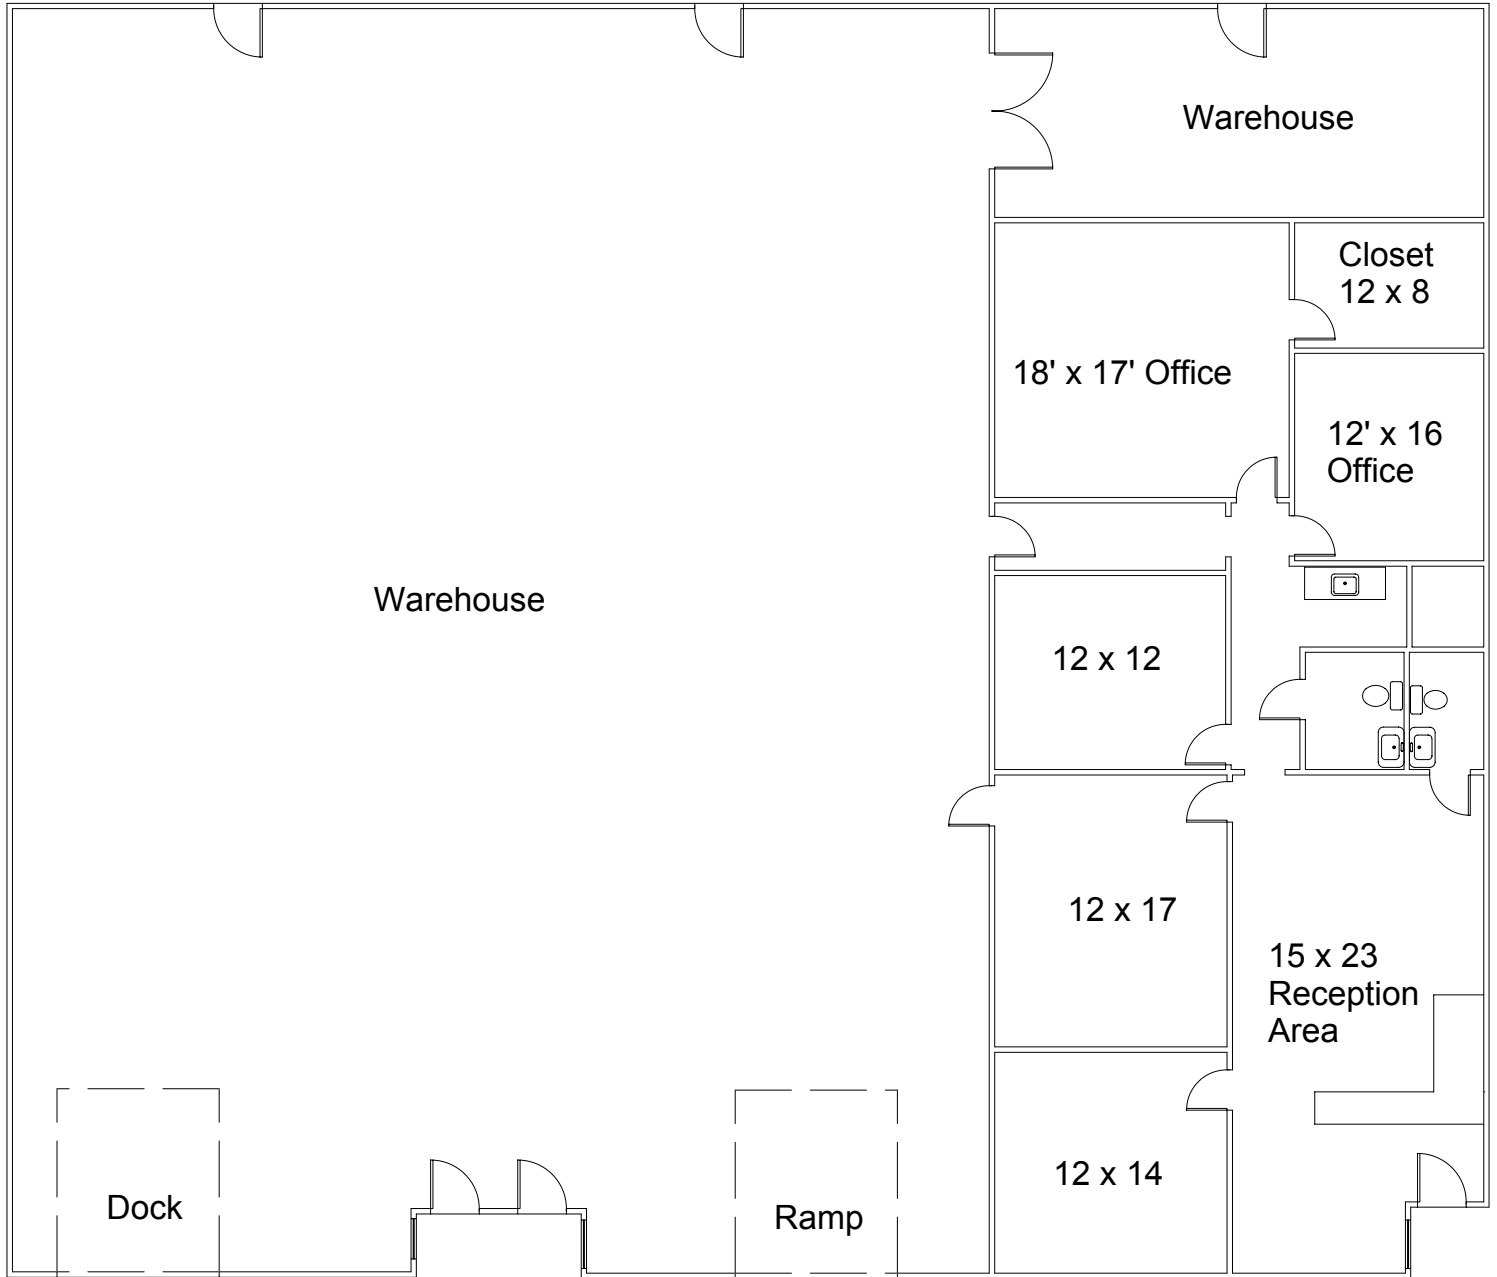 Warehouse
Closet
12 x 8
18' x 17' Office
12' x 16
Office
Warehouse
12 x 12
12 x 17
15 x 23
Reception
Area
12 x 14
Dock
Ramp